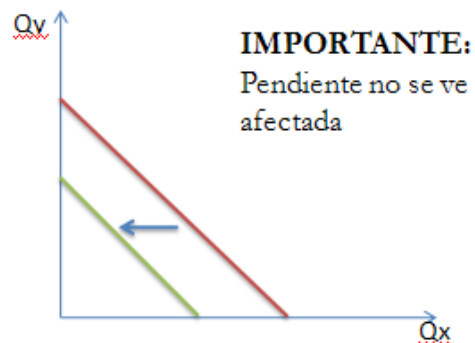 Qy
IMPORTANTE:
Pendiente no se ve
afectada
Qx